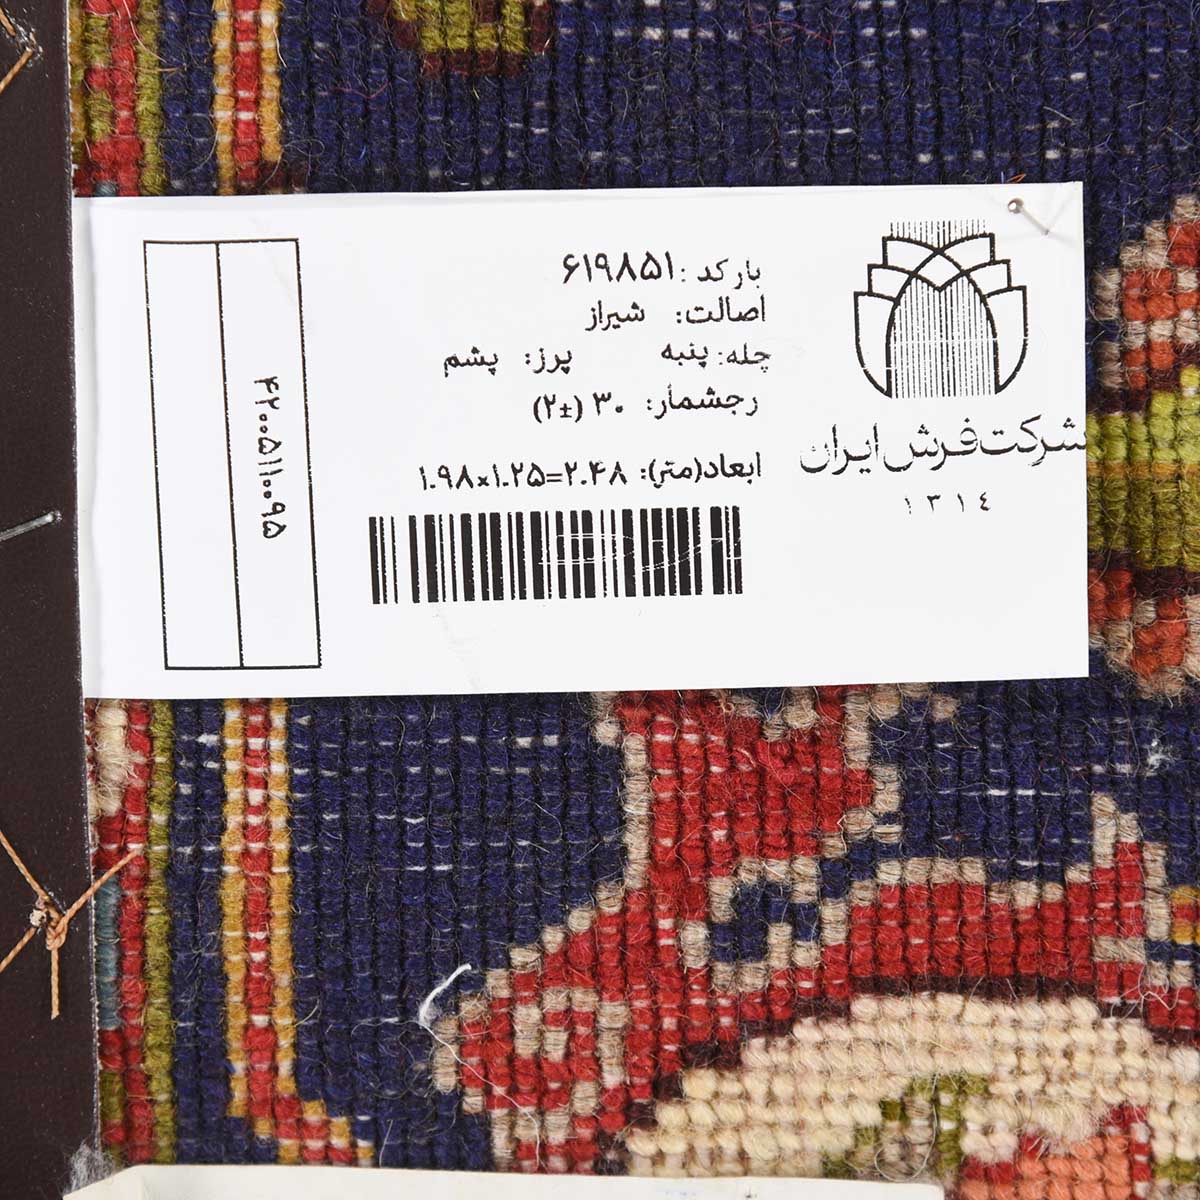 شرکت فرش ایران
۱۳۱٤
بارکد: ۶۱۹۸۵۱
اصالت: شیراز
چله: پنبه پرز: پشم
رجشمار: ۳۰ (±۲)
ابعاد(متر): ۱.۹۸×۱.۲۵=۲.۴۸
۴۲۰۰۵۱۱۰۰۹۵